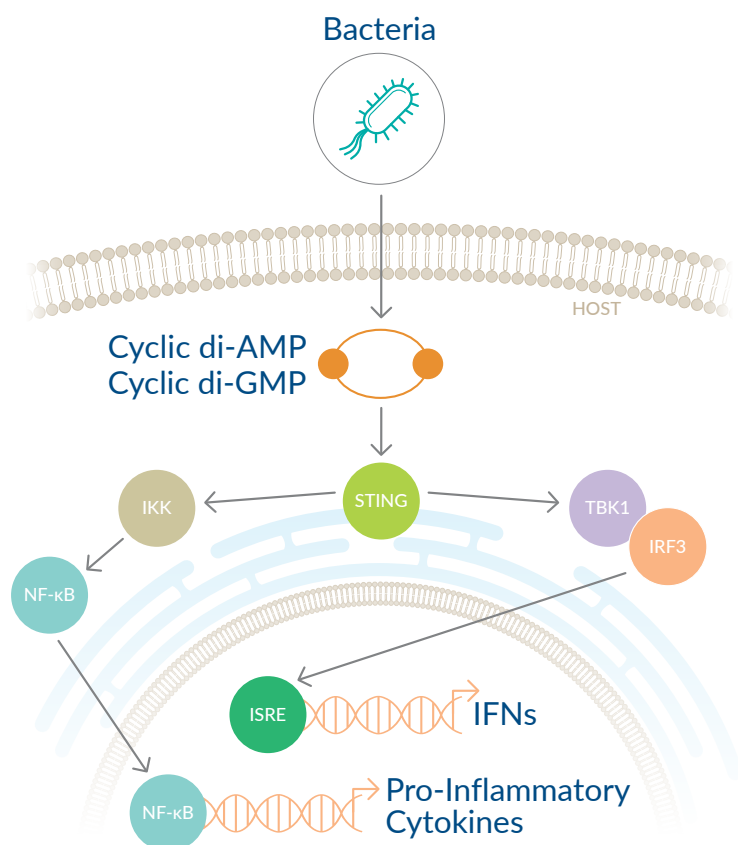 Bacteria
HOST
Cyclic di-AMP
Cyclic di-GMP
IKK
STING
TBK1
IRF3
NF-κB
ISRE
IFNs
NF-κB
Pro-Inflammatory
Cytokines